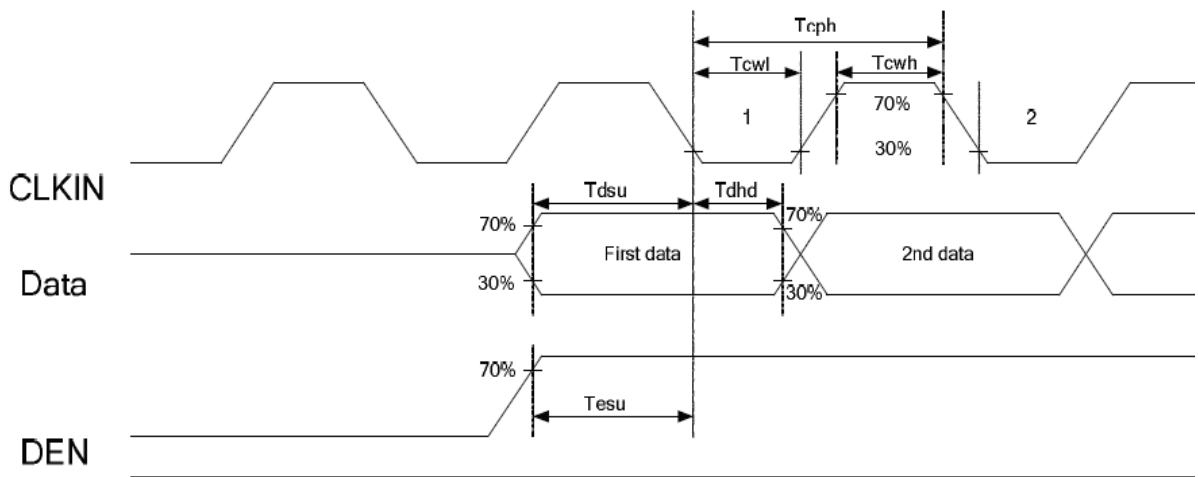 Tcph
Tcwl
Tcwh
1
70%
2
30%
CLKIN
Tdsu
Tdhd
70%
70%
First data
2nd data
Data
30%
30%
70%
Tesu
DEN